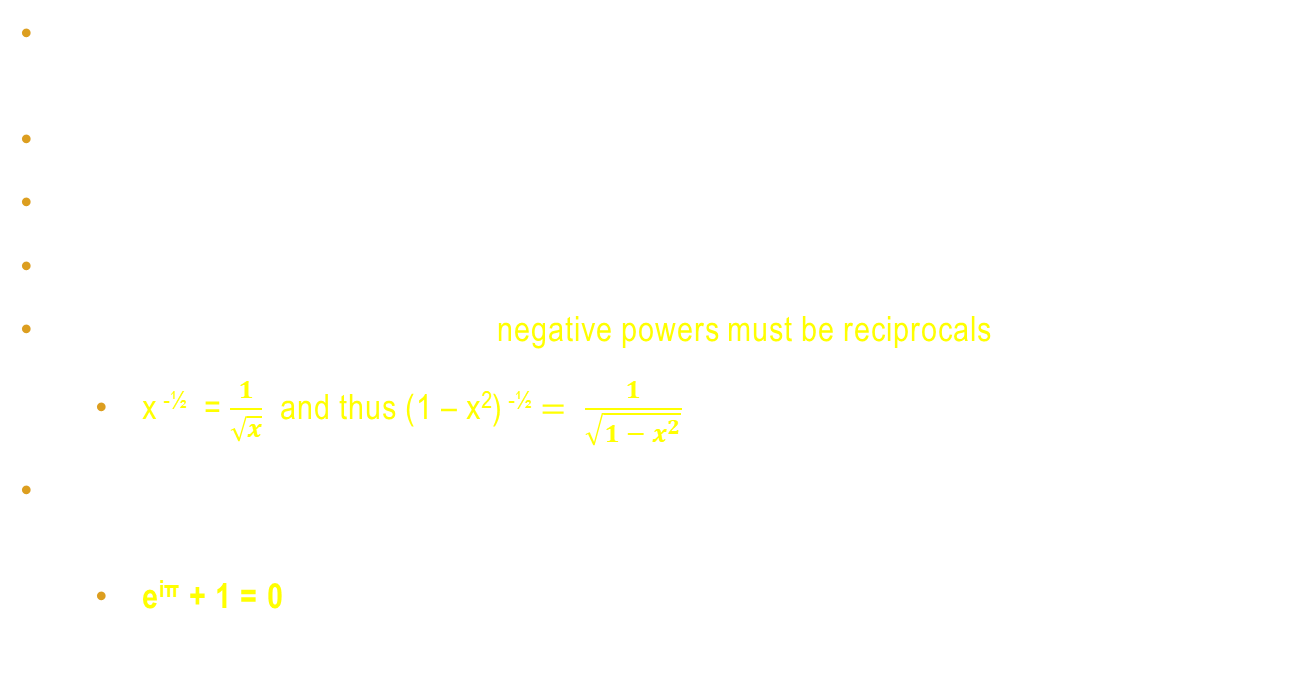 negative powers must be reciprocals
• x⁻½ = 1/√x and thus (1 – x²)⁻½ = 1/√(1 − x²)
• eⁱᵖ + 1 = 0